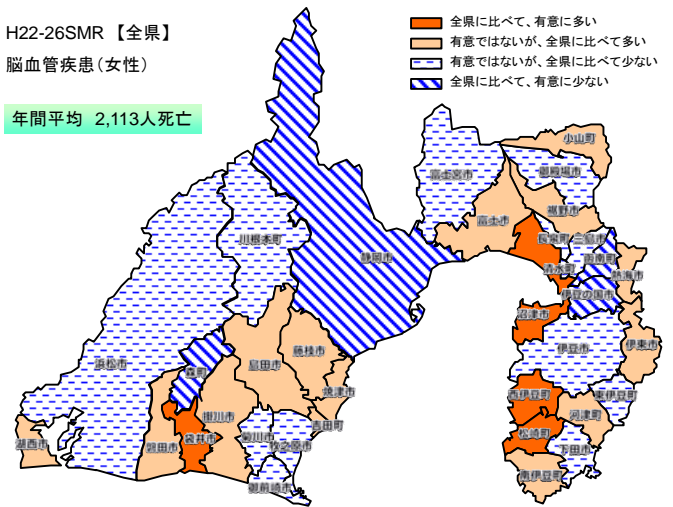 H22-26SMR 【全県】
脳血管疾患（女性）
年間平均 2,113人死亡
全県に比べて、有意に多い
有意ではないが、全県に比べて多い
有意ではないが、全県に比べて少ない
全県に比べて、有意に少ない
小山町
御殿場市
富士宮市
裾野市
富士市
長泉町
三島市
函南町
熱海市
清水町
伊豆の国市
沼津市
伊豆市
伊東市
西伊豆町
東伊豆町
河津町
松崎町
下田市
南伊豆町
川根本町
静岡市
浜松市
森町
島田市
藤枝市
焼津市
吉田町
掛川市
湖西市
磐田市
袋井市
菊川市
牧之原市
御前崎市